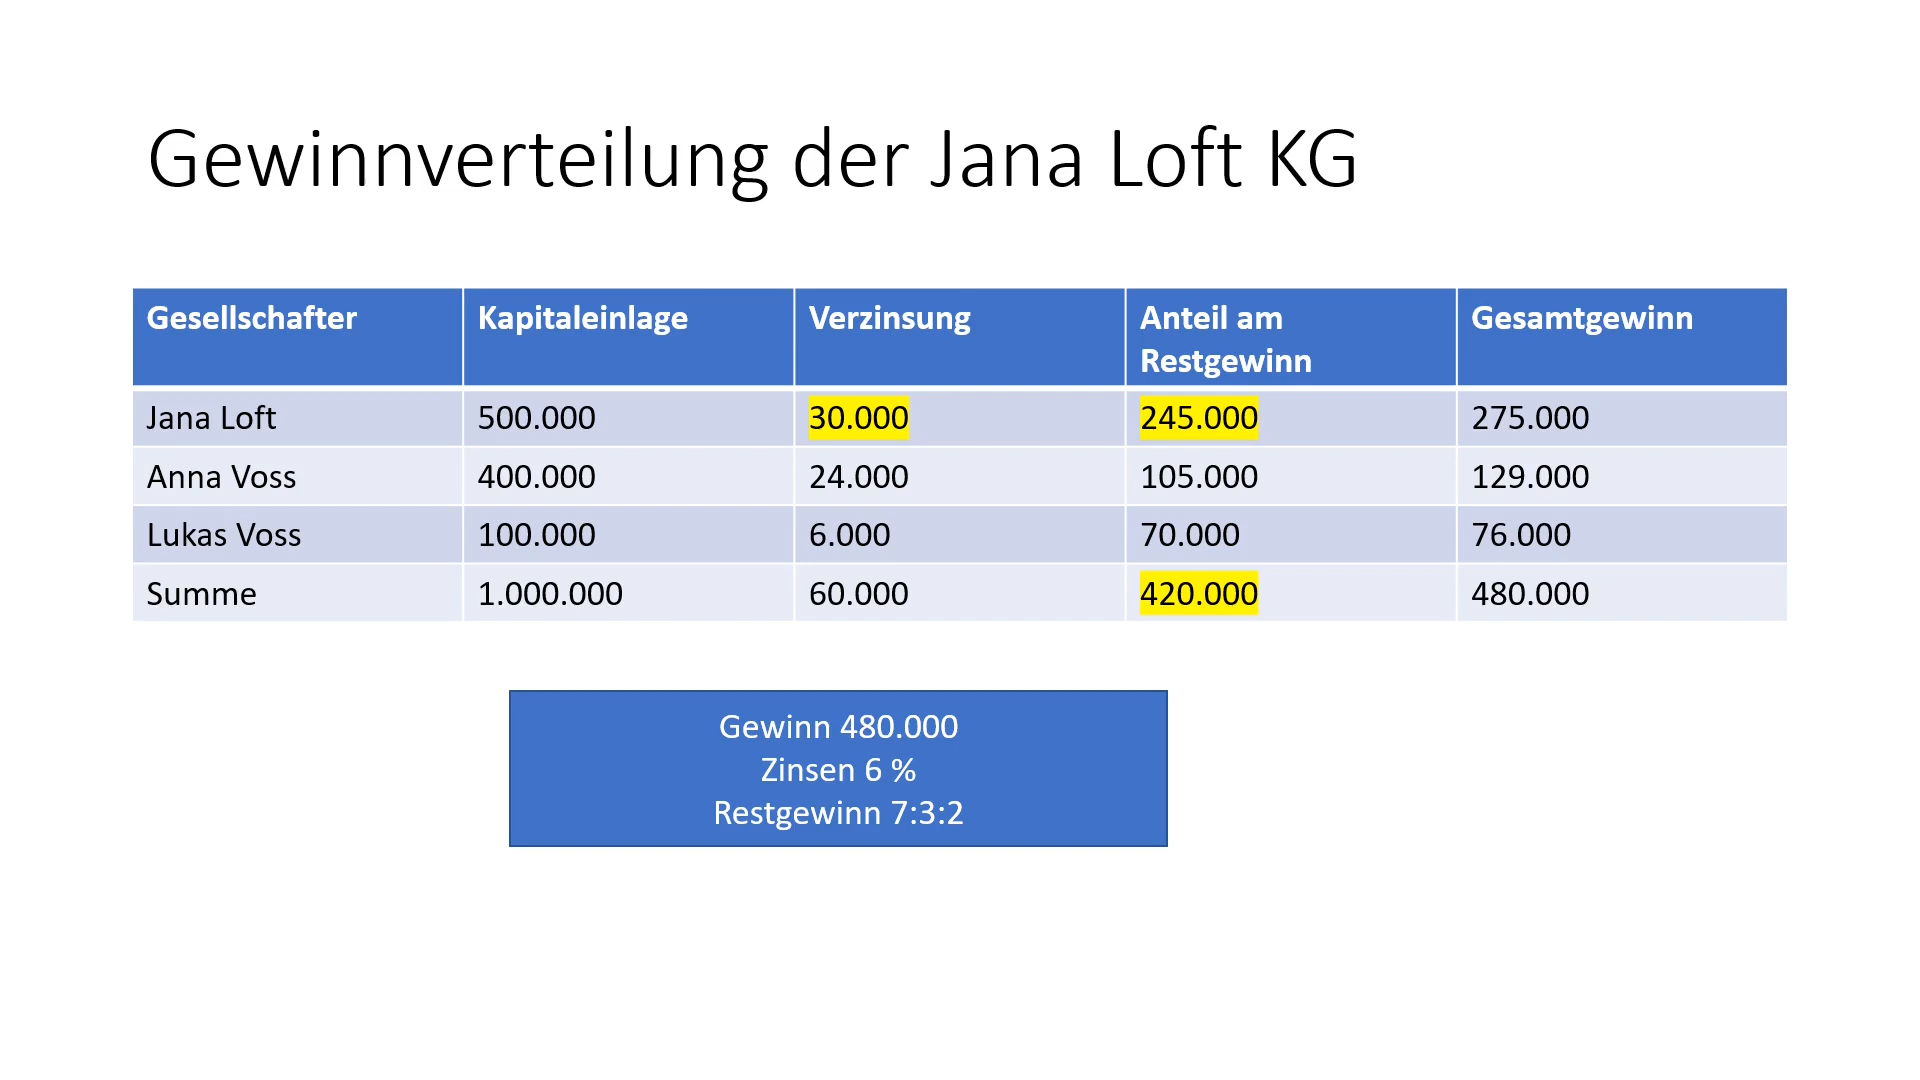 Gewinnverteilung der Jana Loft KG
Gesellschafter Kapitaleinlage Verzinsung Anteil am Restgewinn Gesamtgewinn
Jana Loft 500.000 30.000 245.000 275.000
Anna Voss 400.000 24.000 105.000 129.000
Lukas Voss 100.000 6.000 70.000 76.000
Summe 1.000.000 60.000 420.000 480.000
Gewinn 480.000
Zinsen 6 %
Restgewinn 7:3:2